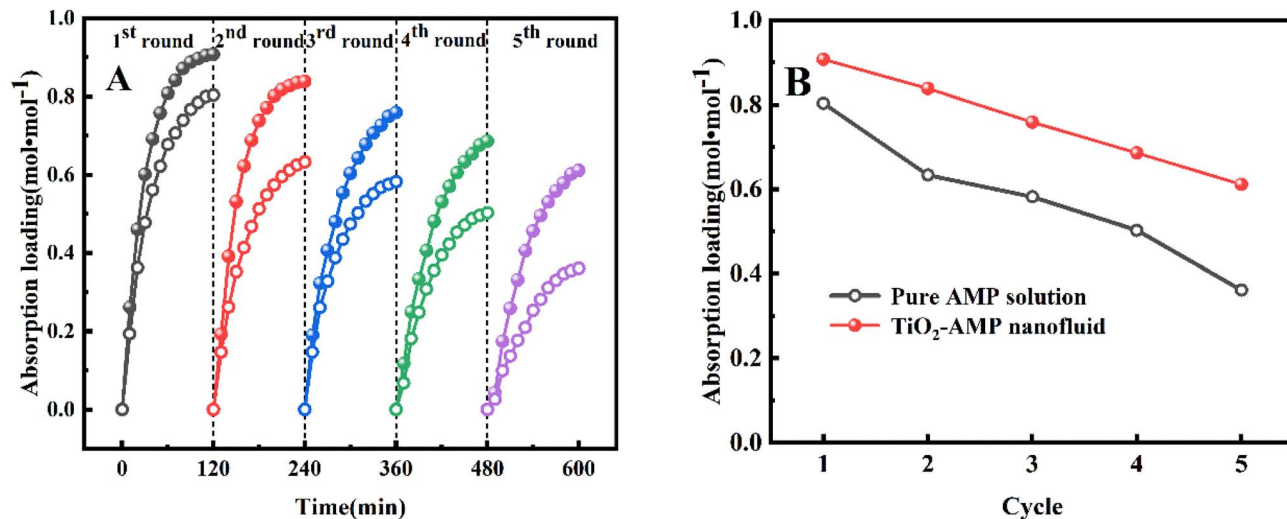 1st round 2nd round 3rd round 4th round 5th round
A
Absorption loading(mol•mol-1)
1.0
0.8
0.6
0.4
0.2
0.0
0 120 240 360 480 600
Time(min)
B
Absorption loading(mol•mol-1)
1.0
0.8
0.6
0.4
0.2
0.0
Pure AMP solution
TiO2-AMP nanofluid
1 2 3 4 5
Cycle